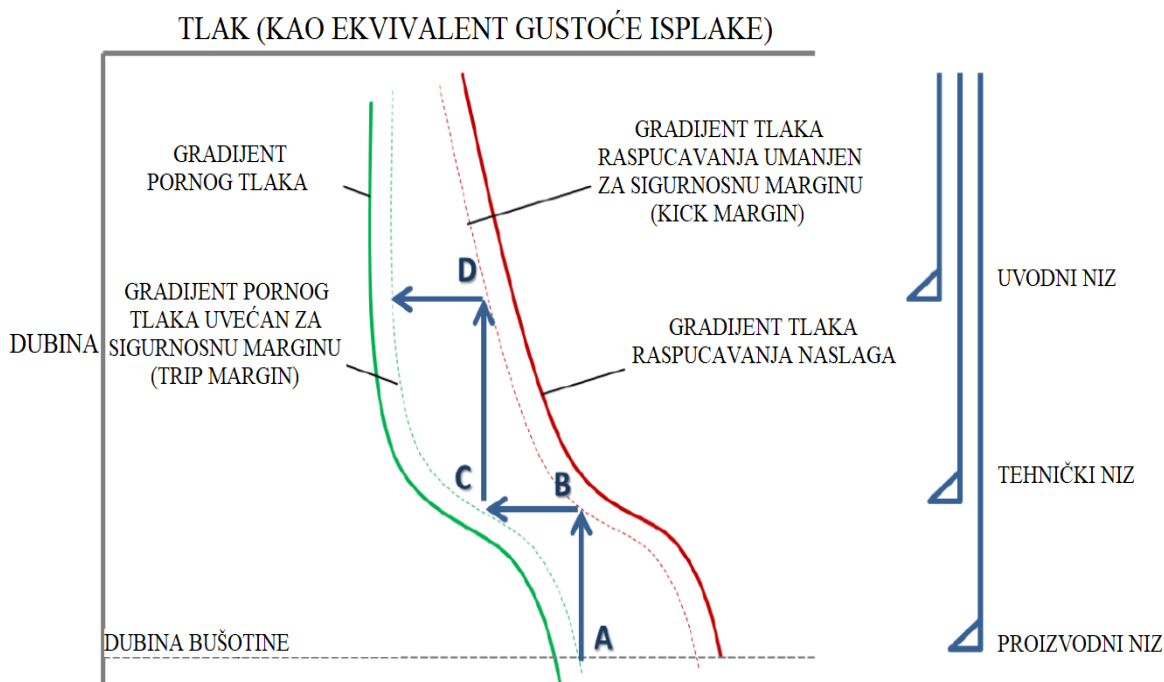 TLAK (KAO EKVIVALENT GUSTOĆE ISPLAKE)
GRADIJENT
PORNOG TLAKA
GRADIJENT TLAKA
RASPUCAVANJA UMANJEN
ZA SIGURNOSNU MARGINU
(KICK MARGIN)
D
UVODNI NIZ
GRADIJENT PORNOG
TLAKA UVEĆAN ZA
SIGURNOSNU MARGINU
(TRIP MARGIN)
GRADIJENT TLAKA
RASPUCAVANJA NASLAGA
DUBINA
C
B
TEHNIČKI NIZ
DUBINA BUŠOTINE
A
PROIZVODNI NIZ